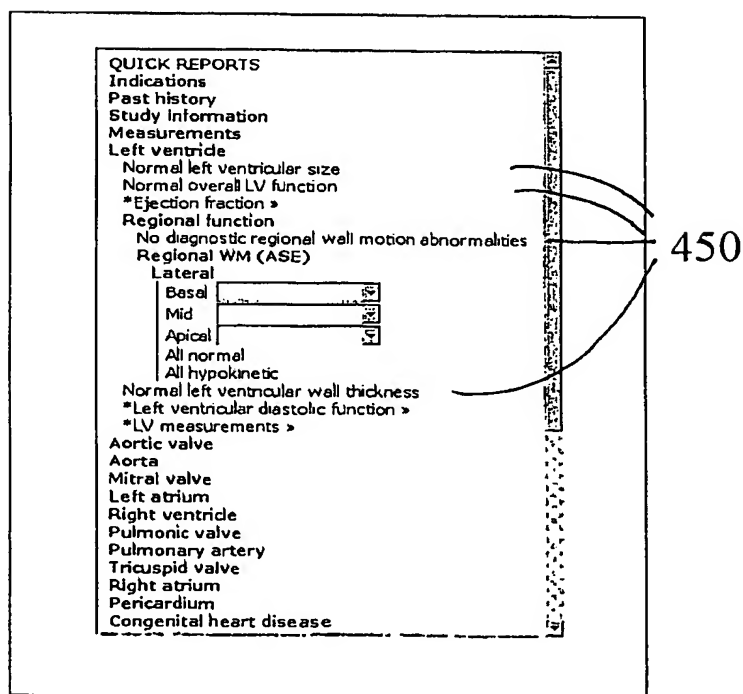 QUICK REPORTS
Indications
Past history
Study Information
Measurements
Left ventricle
Normal left ventricular size
Normal overall LV function
*Ejection fraction »
Regional function
No diagnostic regional wall motion abnormalities
Regional WM (ASE)
Lateral
Basal
Mid
Apical
All normal
All hypokinetic
Normal left ventricular wall thickness
*Left ventricular diastolic function »
*LV measurements »
Aortic valve
Aorta
Mitral valve
Left atrium
Right ventricle
Pulmonic valve
Pulmonary artery
Tricuspid valve
Right atrium
Pericardium
Congenital heart disease
450